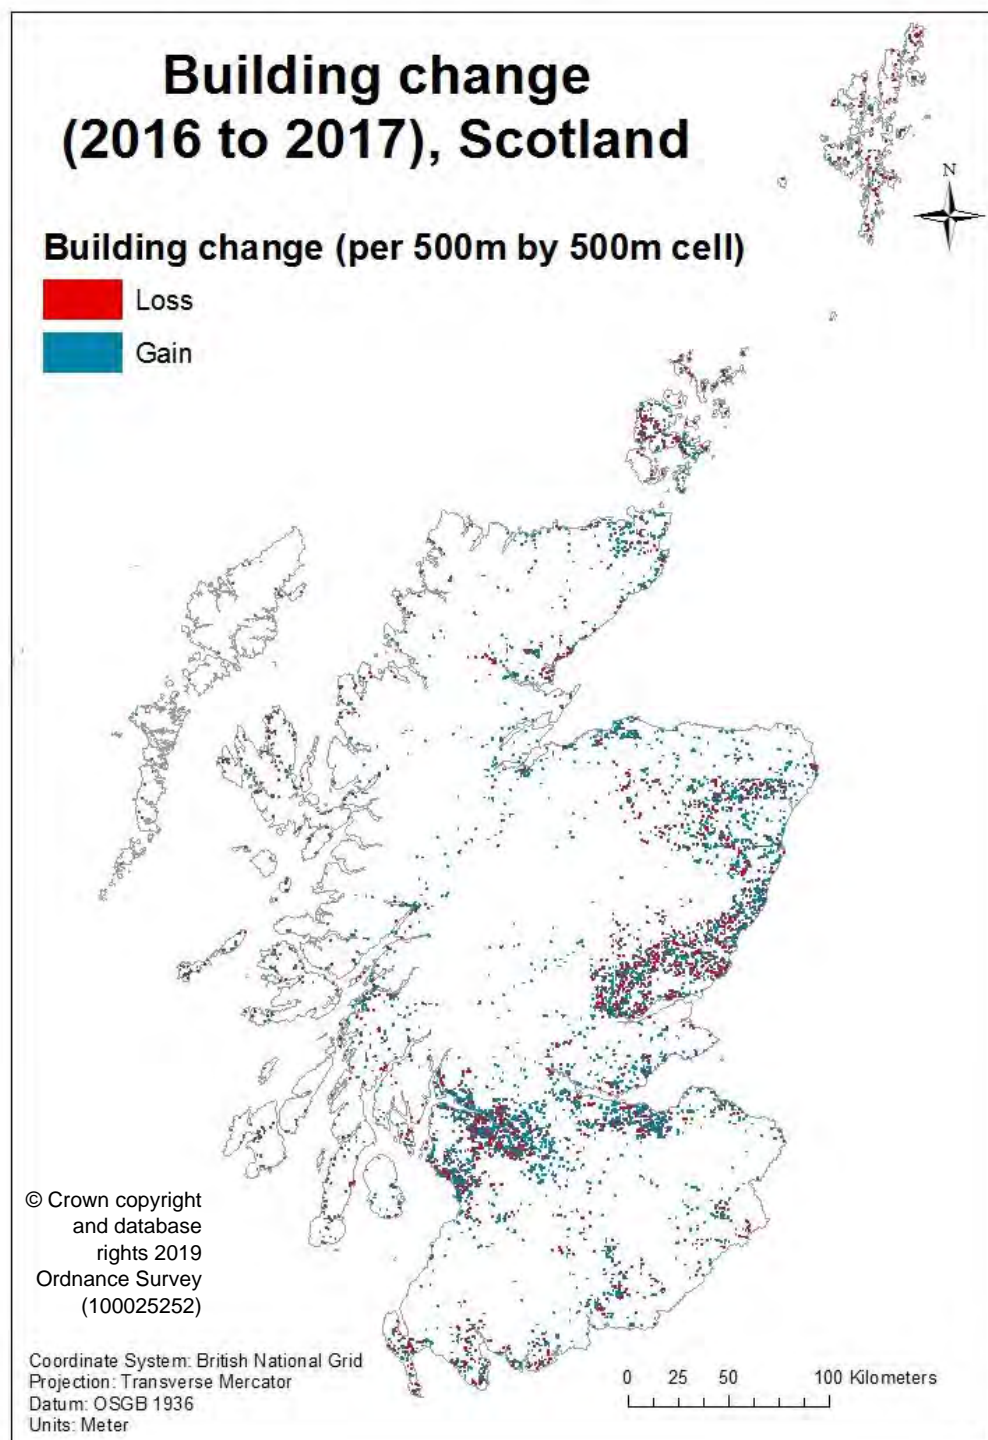 Building change
(2016 to 2017), Scotland
N
Building change (per 500m by 500m cell)
Loss
Gain
© Crown copyright
and database
rights 2019
Ordnance Survey
(100025252)
Coordinate System: British National Grid
Projection: Transverse Mercator
Datum: OSGB 1936
Units: Meter
0 25 50 100 Kilometers